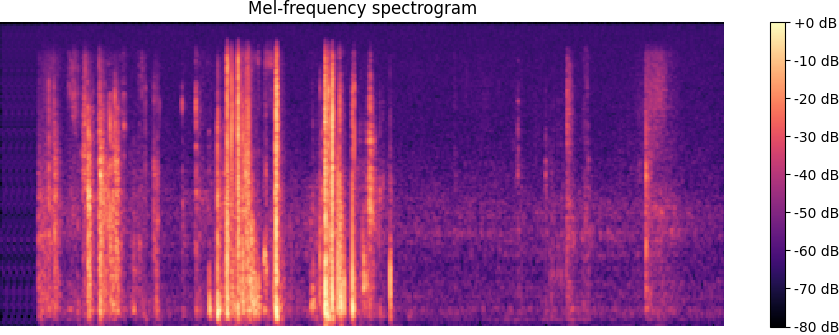 Mel-frequency spectrogram
+0 dB
-10 dB
-20 dB
-30 dB
-40 dB
-50 dB
-60 dB
-70 dB
-80 dB